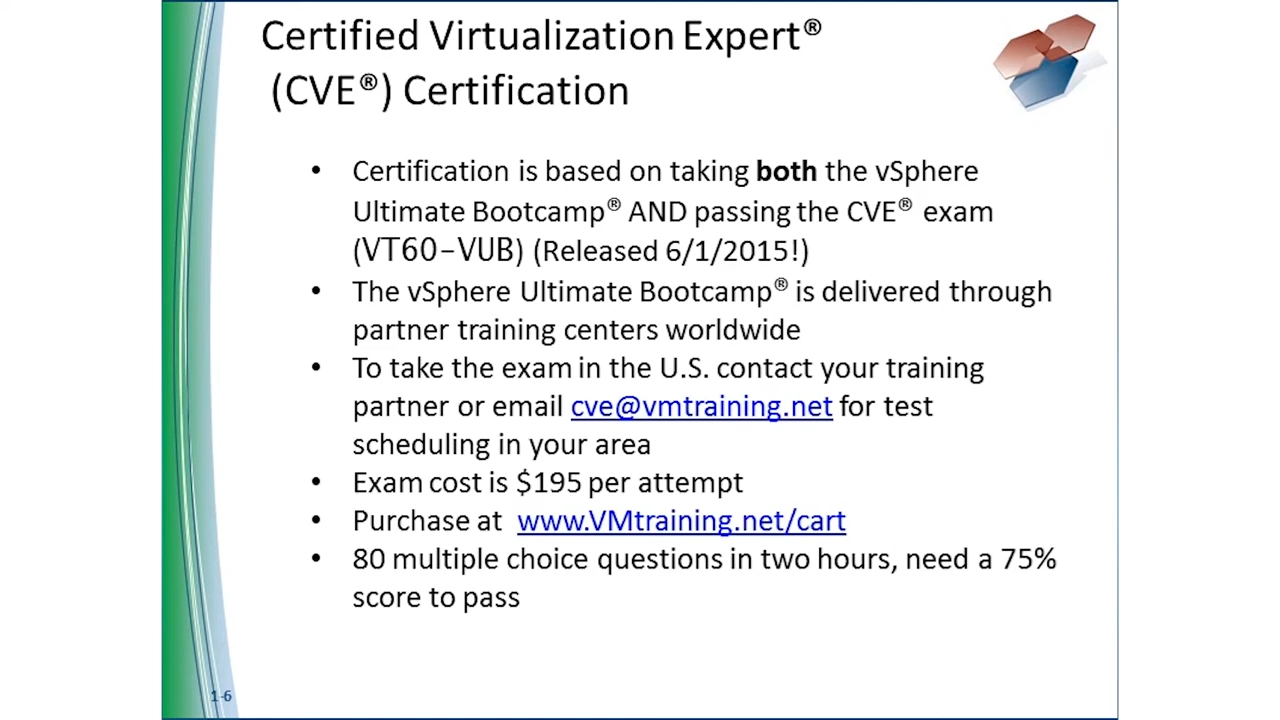 Certified Virtualization Expert®
(CVE®) Certification
• Certification is based on taking both the vSphere
Ultimate Bootcamp® AND passing the CVE® exam
(VT60-VUB) (Released 6/1/2015!)
• The vSphere Ultimate Bootcamp® is delivered through
partner training centers worldwide
• To take the exam in the U.S. contact your training
partner or email cve@vmtraining.net for test
scheduling in your area
• Exam cost is $195 per attempt
• Purchase at www.VMtraining.net/cart
• 80 multiple choice questions in two hours, need a 75%
score to pass
1-6